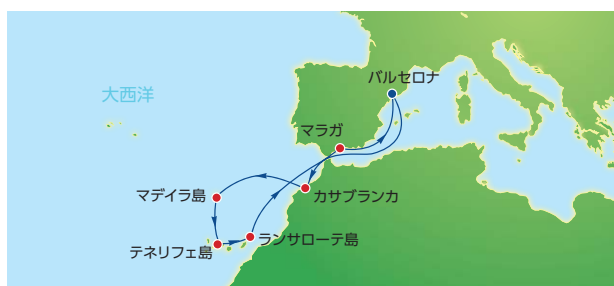 バルセロナ
大西洋
マラガ
マデイラ島
カサブランカ
テネリフェ島
ランサローテ島